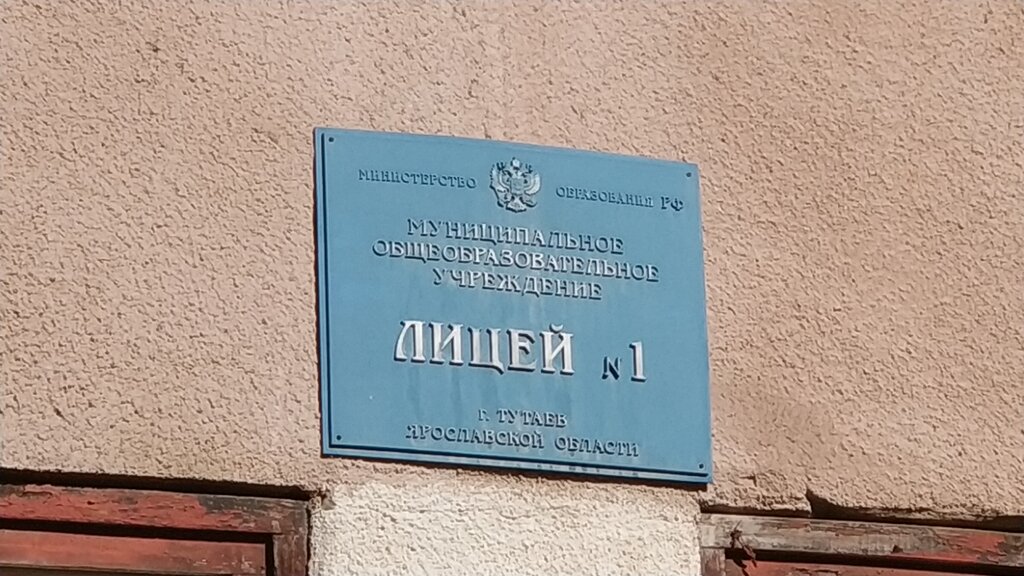 МИНИСТЕРСТВО ОБРАЗОВАНИЯ РФ
МУНИЦИПАЛЬНОЕ
ОБЩЕОБРАЗОВАТЕЛЬНОЕ
УЧРЕЖДЕНИЕ
ЛИЦЕЙ №1
Г. ТУТАЕВ
ЯРОСЛАВСКОЙ ОБЛАСТИ